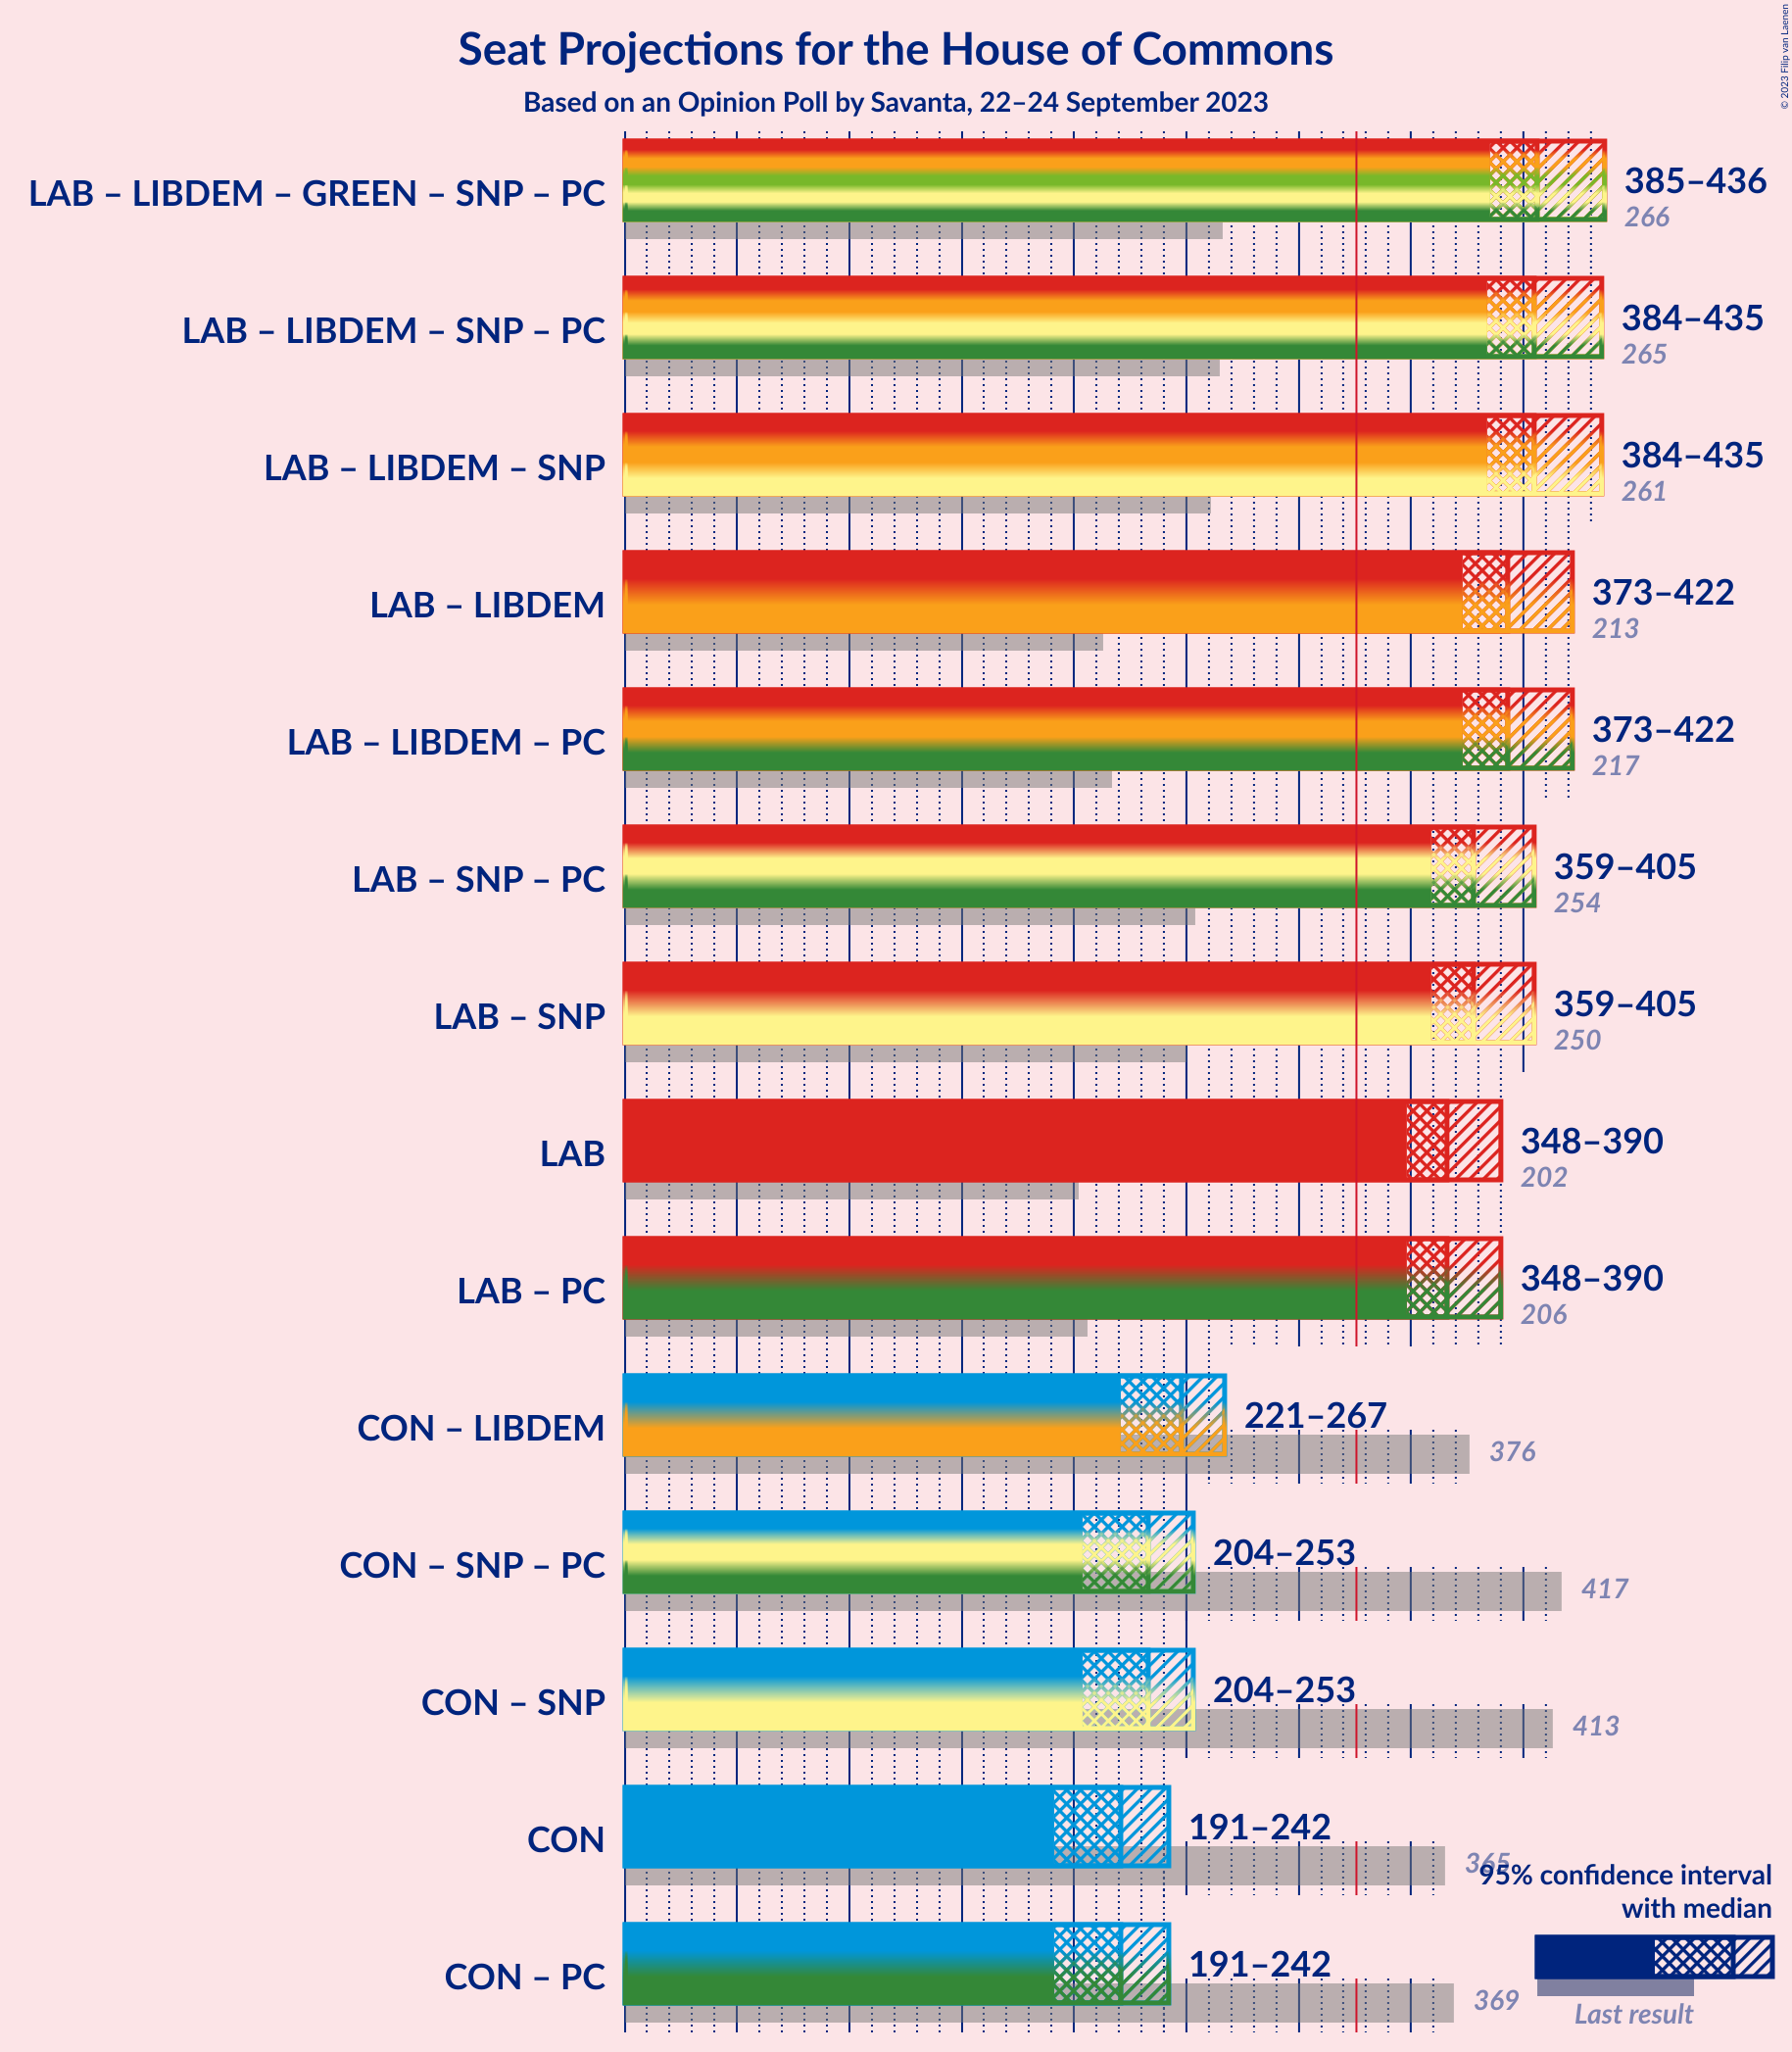 © 2023 Filip van Laenen
Seat Projections for the House of Commons
Based on an Opinion Poll by Savanta, 22–24 September 2023
LAB – LIBDEM – GREEN – SNP – PC
385–436
266
LAB – LIBDEM – SNP – PC
384–435
265
LAB – LIBDEM – SNP
384–435
261
LAB – LIBDEM
373–422
213
LAB – LIBDEM – PC
373–422
217
LAB – SNP – PC
359–405
254
LAB – SNP
359–405
250
LAB
348–390
202
LAB – PC
348–390
206
CON – LIBDEM
221–267
376
CON – SNP – PC
204–253
417
CON – SNP
204–253
413
CON
191–242
365
CON – PC
191–242
369
95% confidence interval
with median
Last result